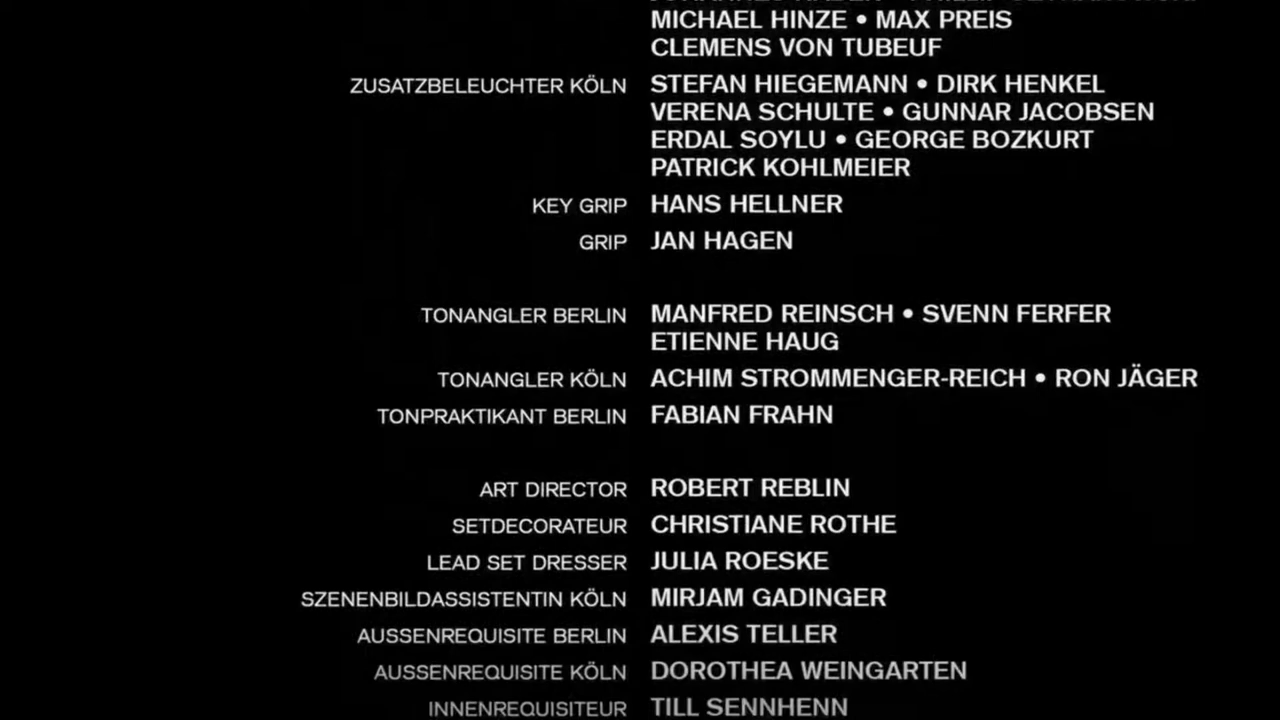 MICHAEL HINZE • MAX PREIS
CLEMENS VON TUBEUF
ZUSATZBELEUCHTER KÖLN STEFAN HIEGEMANN • DIRK HENKEL
VERENA SCHULTE • GUNNAR JACOBSEN
ERDAL SOYLU • GEORGE BOZKURT
PATRICK KOHLMEIER
KEY GRIP HANS HELLNER
GRIP JAN HAGEN
TONANGLER BERLIN MANFRED REINSCH • SVENN FERFER
ETIENNE HAUG
TONANGLER KÖLN ACHIM STROMMENGER-REICH • RON JÄGER
TONPRAKTIKANT BERLIN FABIAN FRAHN
ART DIRECTOR ROBERT REBLIN
SETDECORATEUR CHRISTIANE ROTHE
LEAD SET DRESSER JULIA ROESKE
SZENENBILDASSISTENTIN KÖLN MIRJAM GADINGER
AUSSENREQUISITE BERLIN ALEXIS TELLER
AUSSENREQUISITE KÖLN DOROTHEA WEINGARTEN
INNENREQUISITEUR TILL SENNHENN